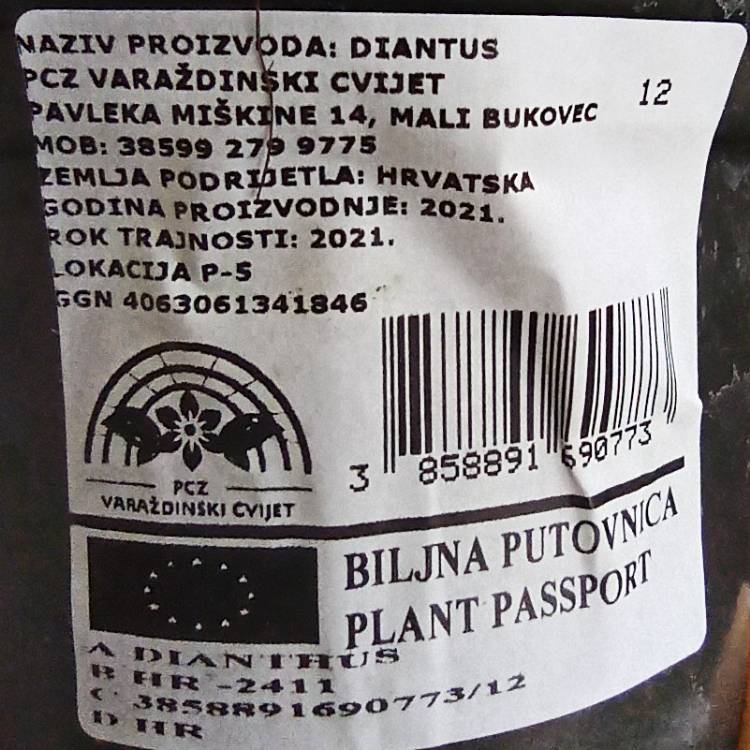 NAZIV PROIZVODA: DIANTUS
PCZ VARAŽDINSKI CVIJET
12
PAVLEKA MIŠKINE 14, MALI BUKOVEC
MOB: 38599 279 9775
ZEMLJA PODRIJETLA: HRVATSKA
GODINA PROIZVODNJE: 2021.
ROK TRAJNOSTI: 2021.
LOKACIJA P-5
GGN 4063061341846
3 858891 690773
PCZ
VARAŽDINSKI CVIJET
BILJNA PUTOVNICA
PLANT PASSPORT
A DIANTHUS
B HR -2411
C 3858891690773/12
D HR